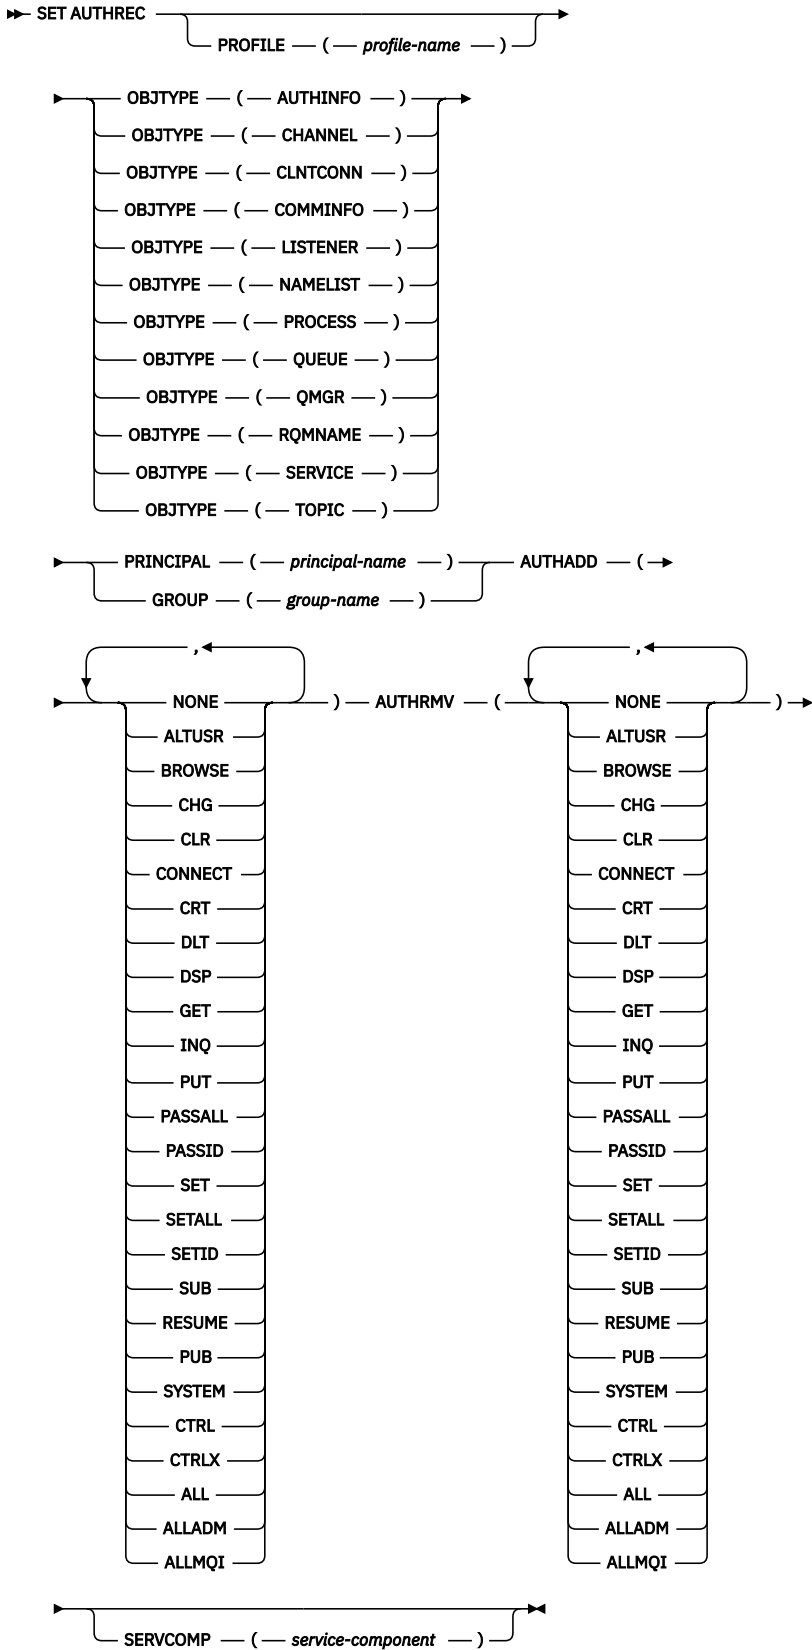 SET AUTHREC
PROFILE ( profile-name )
OBJTYPE ( AUTHINFO )
OBJTYPE ( CHANNEL )
OBJTYPE ( CLNTCONN )
OBJTYPE ( COMMINFO )
OBJTYPE ( LISTENER )
OBJTYPE ( NAMELIST )
OBJTYPE ( PROCESS )
OBJTYPE ( QUEUE )
OBJTYPE ( QMGR )
OBJTYPE ( RQMNAME )
OBJTYPE ( SERVICE )
OBJTYPE ( TOPIC )
PRINCIPAL ( principal-name ) AUTHADD (
GROUP ( group-name )
, ,
NONE ) AUTHRMV ( NONE )
ALTUSR ALTUSR
BROWSE BROWSE
CHG CHG
CLR CLR
CONNECT CONNECT
CRT CRT
DLT DLT
DSP DSP
GET GET
INQ INQ
PUT PUT
PASSALL PASSALL
PASSID PASSID
SET SET
SETALL SETALL
SETID SETID
SUB SUB
RESUME RESUME
PUB PUB
SYSTEM SYSTEM
CTRL CTRL
CTRLX CTRLX
ALL ALL
ALLADM ALLADM
ALLMQI ALLMQI
SERVCOMP ( service-component )